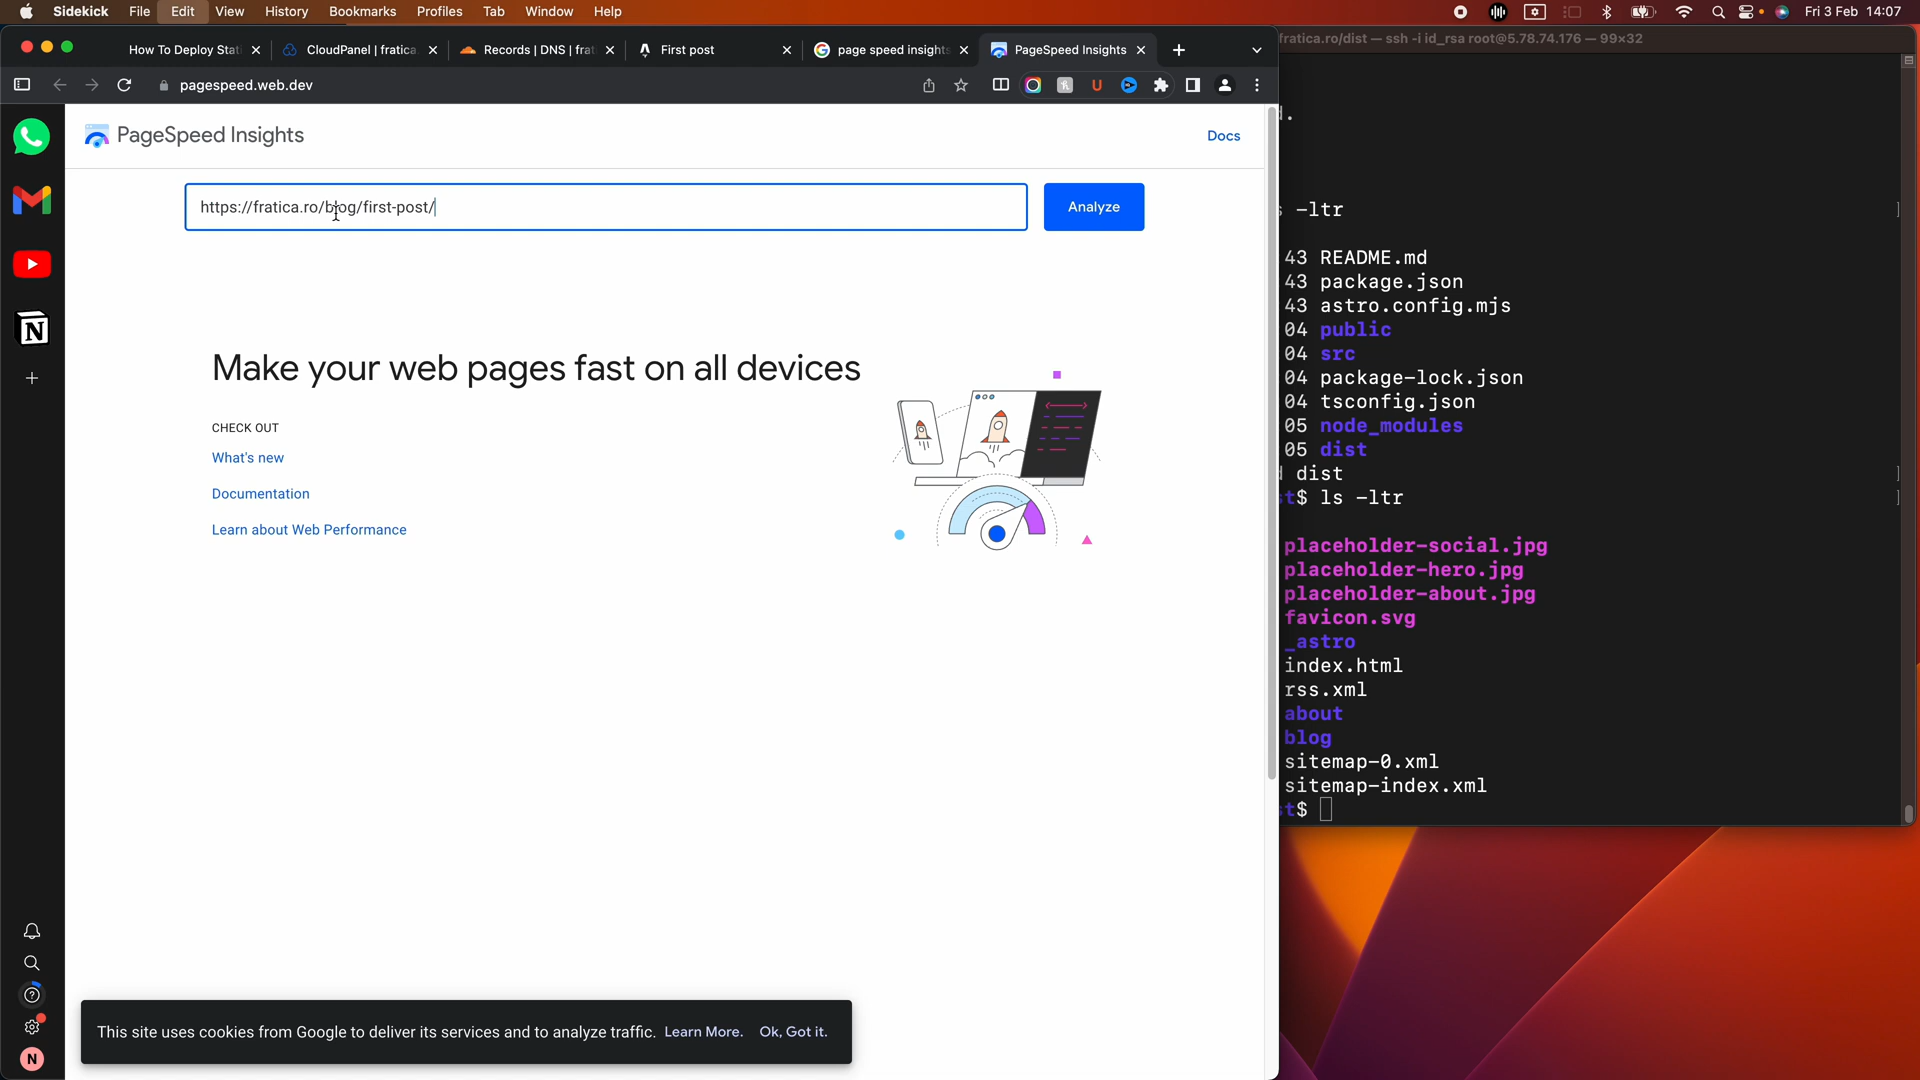 Sidekick File Edit View History Bookmarks Profiles Tab Window Help Fri 3 Feb 14:07
How To Deploy Stati CloudPanel | fratica Records | DNS | frat First post page speed insights PageSpeed Insights
fratica.ro/dist — ssh -i id_rsa root@5.78.74.176 — 99×32
pagespeed.web.dev
PageSpeed Insights
Docs
https://fratica.ro/blog/first-post/
Analyze
Make your web pages fast on all devices
CHECK OUT
What's new
Documentation
Learn about Web Performance
This site uses cookies from Google to deliver its services and to analyze traffic. Learn More. Ok, Got it.
N
-ltr
43 README.md
43 package.json
43 astro.config.mjs
04 public
04 src
04 package-lock.json
04 tsconfig.json
05 node_modules
05 dist
dist
t$ ls -ltr
placeholder-social.jpg
placeholder-hero.jpg
placeholder-about.jpg
favicon.svg
_astro
index.html
rss.xml
about
blog
sitemap-0.xml
sitemap-index.xml
t$